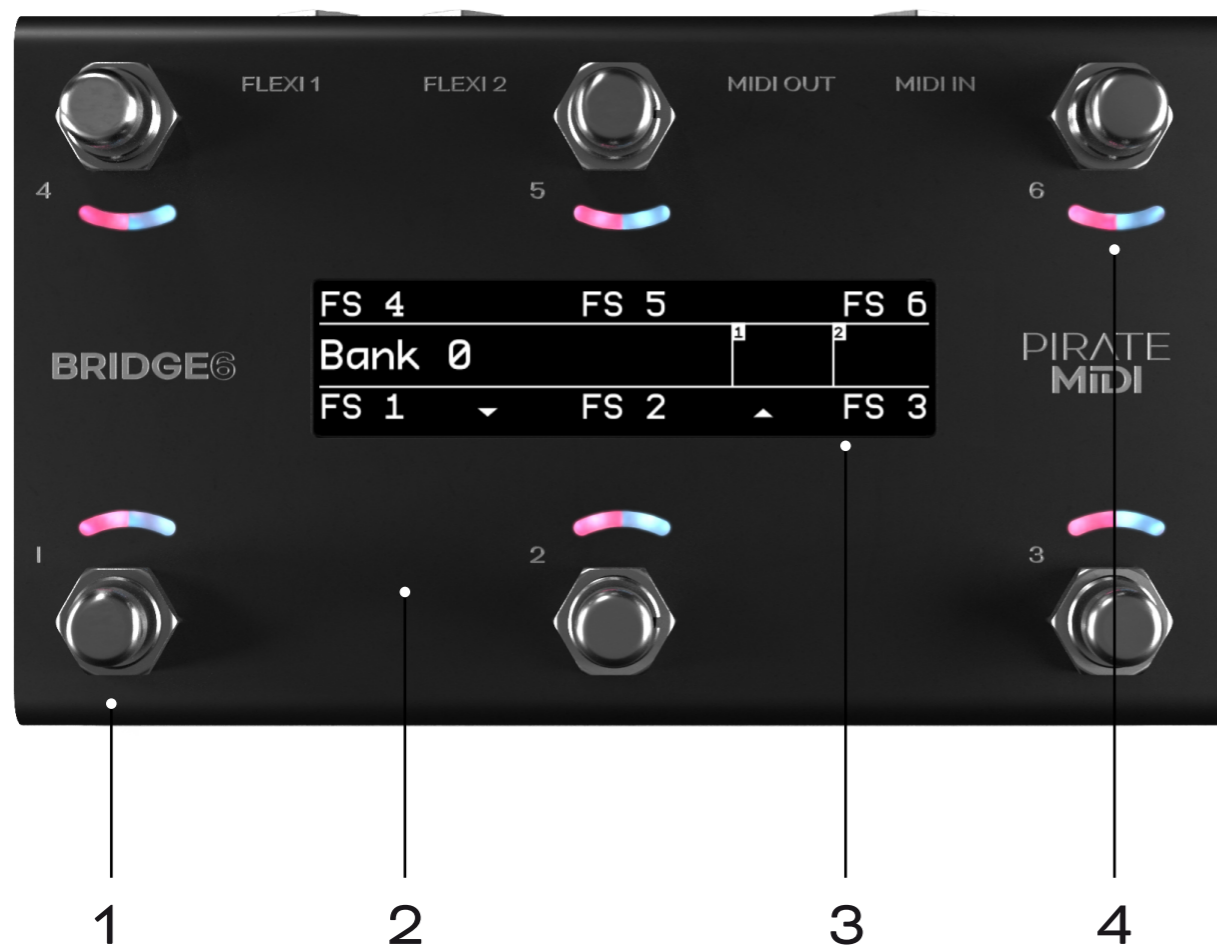 FLEXI 1 FLEXI 2 MIDI OUT MIDI IN
4 5 6
FS 4 FS 5 FS 6
1 2
Bank 0
BRIDGE6
PIRATE
MIDI
FS 1 FS 2 FS 3
1 2 3
1 2 3 4